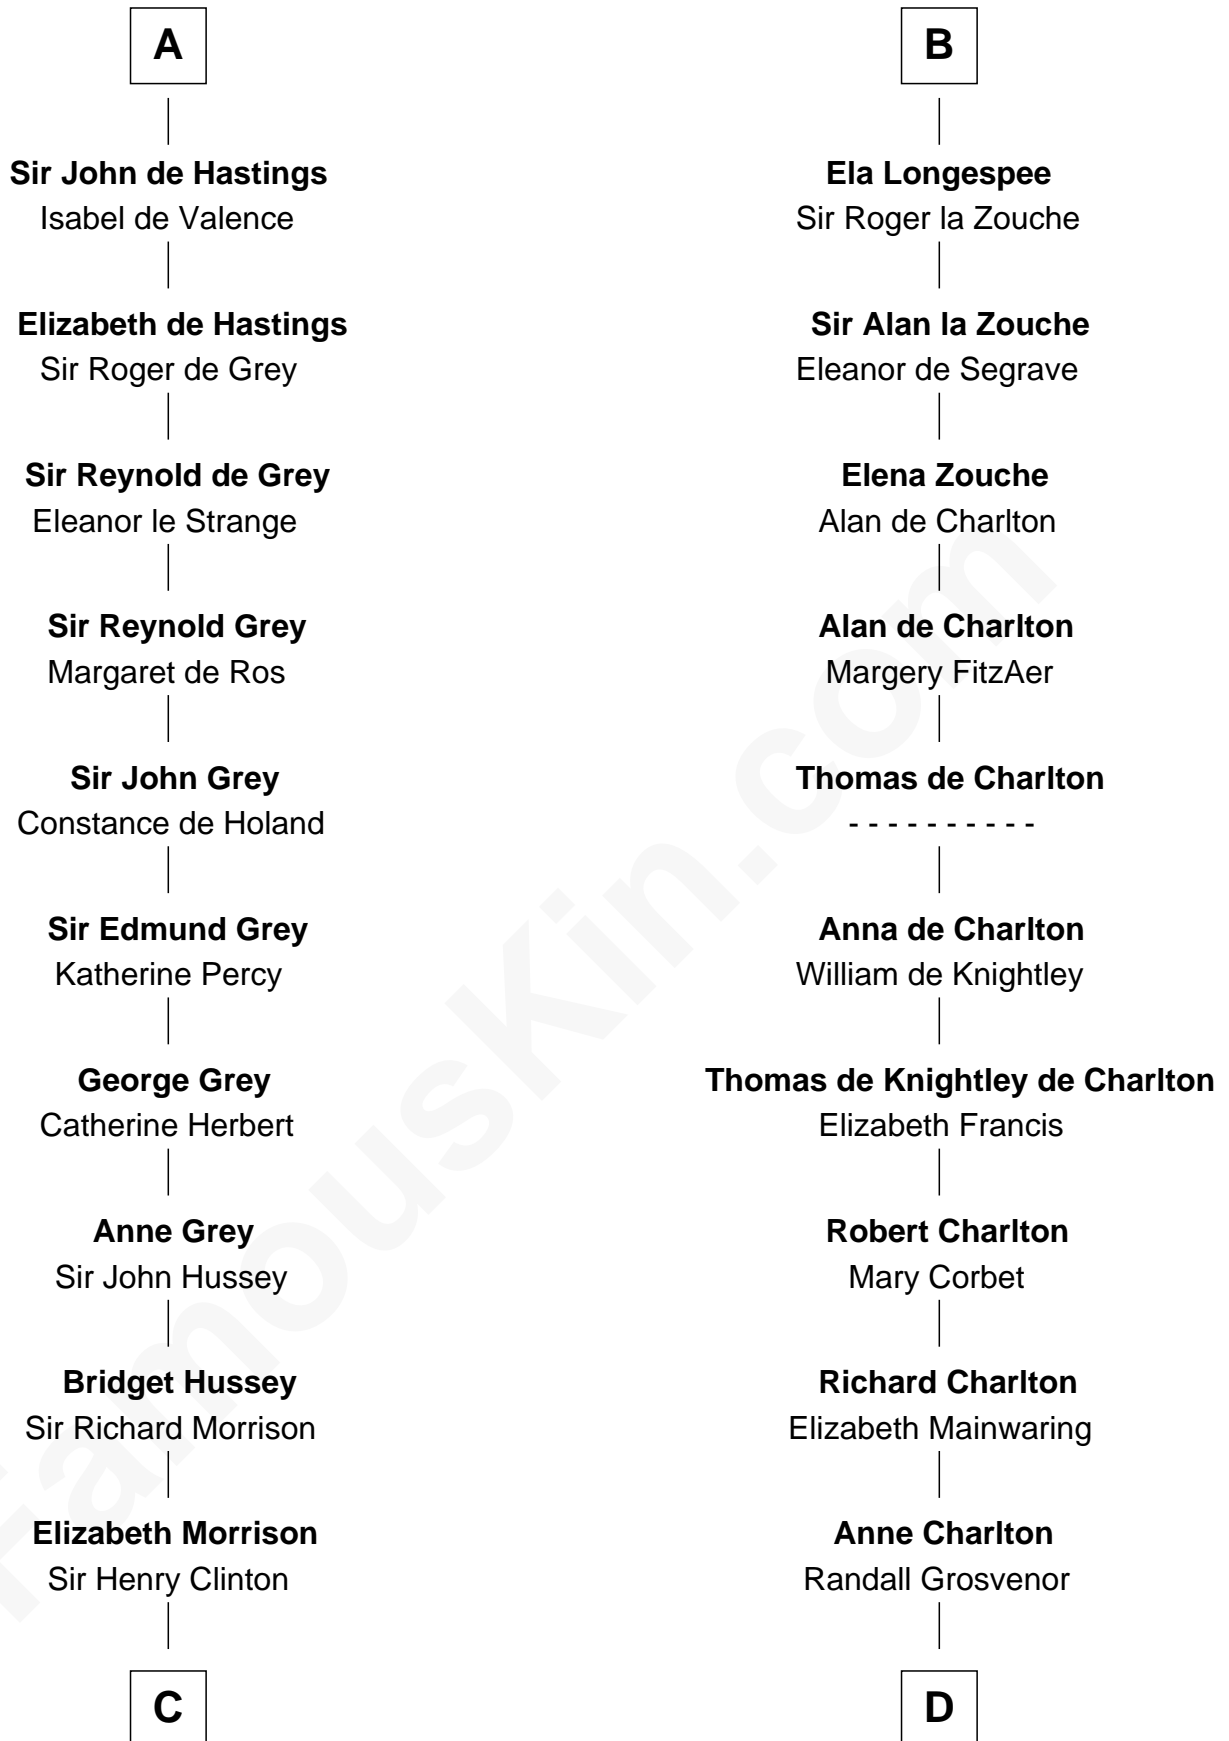 A
Sir John de Hastings
Isabel de Valence
Elizabeth de Hastings
Sir Roger de Grey
Sir Reynold de Grey
Eleanor le Strange
Sir Reynold Grey
Margaret de Ros
Sir John Grey
Constance de Holand
Sir Edmund Grey
Katherine Percy
George Grey
Catherine Herbert
Anne Grey
Sir John Hussey
Bridget Hussey
Sir Richard Morrison
Elizabeth Morrison
Sir Henry Clinton
C
B
Ela Longespee
Sir Roger la Zouche
Sir Alan la Zouche
Eleanor de Segrave
Elena Zouche
Alan de Charlton
Alan de Charlton
Margery FitzAer
Thomas de Charlton
- - - - - - - - - -
Anna de Charlton
William de Knightley
Thomas de Knightley de Charlton
Elizabeth Francis
Robert Charlton
Mary Corbet
Richard Charlton
Elizabeth Mainwaring
Anne Charlton
Randall Grosvenor
D
FamousKin.com